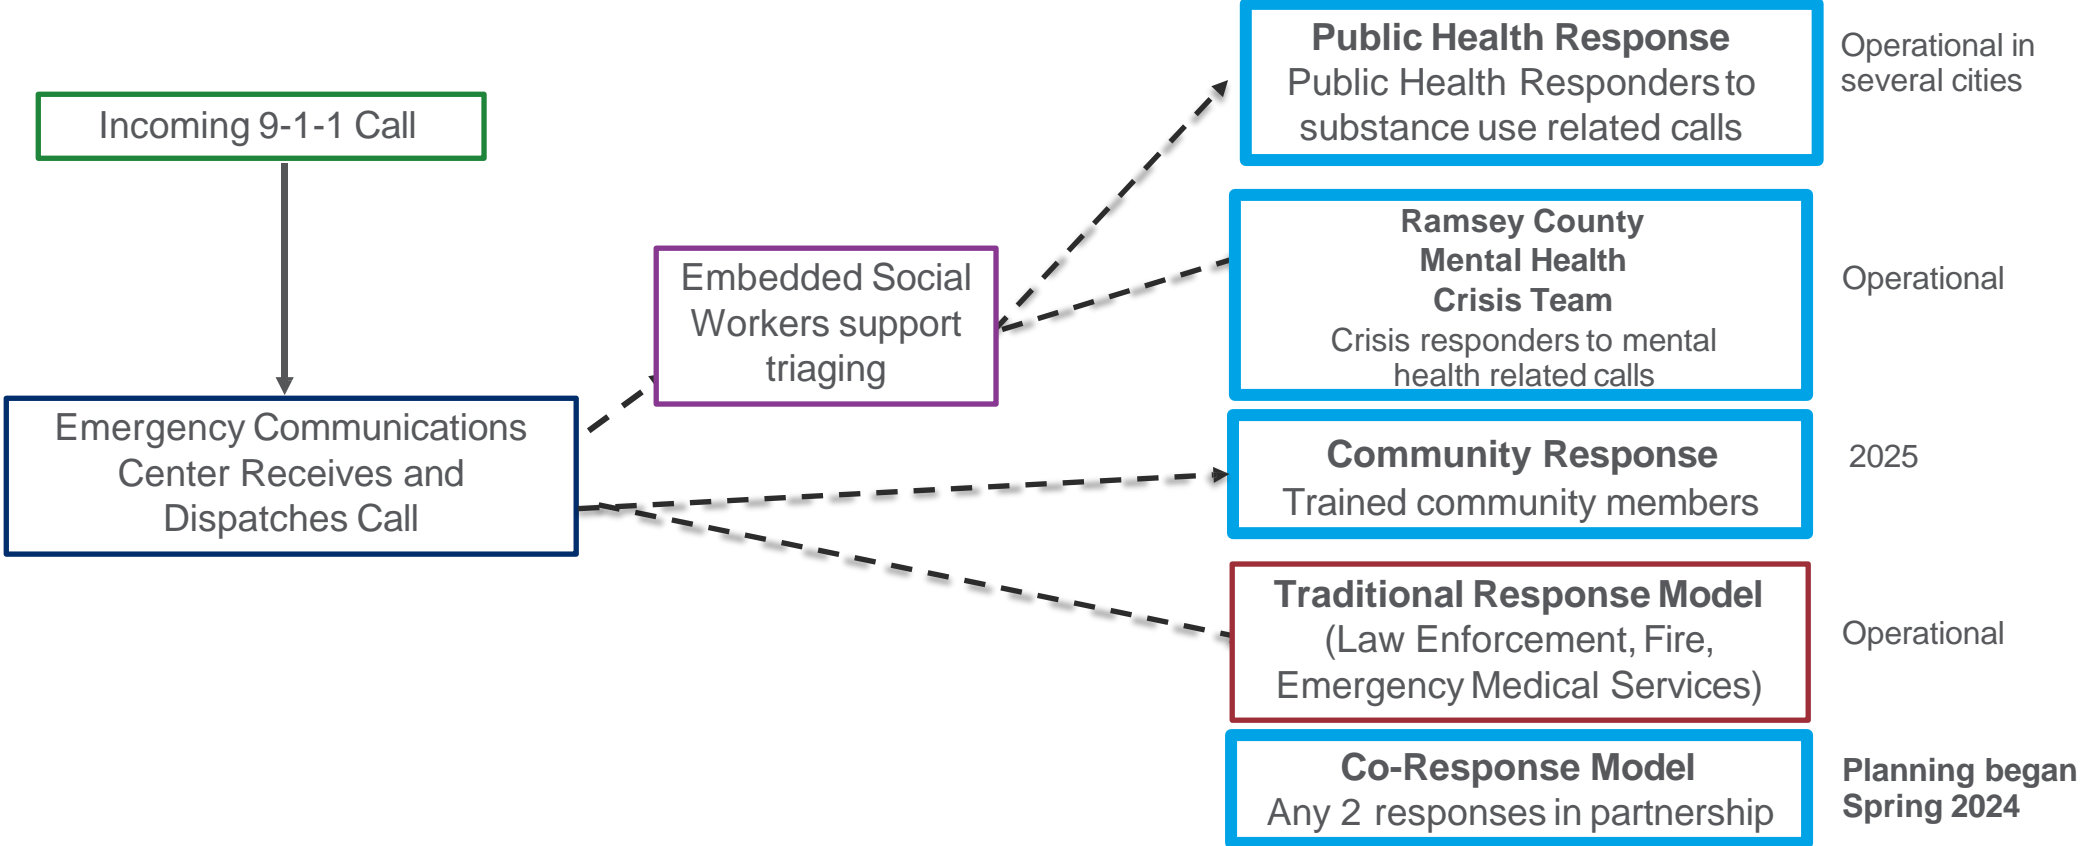 Incoming 9-1-1 Call
Emergency Communications
Center Receives and
Dispatches Call
Embedded Social
Workers support
triaging
Public Health Response
Public Health Responders to
substance use related calls
Operational in
several cities
Ramsey County
Mental Health
Crisis Team
Crisis responders to mental
health related calls
Operational
Community Response
Trained community members
2025
Traditional Response Model
(Law Enforcement, Fire,
Emergency Medical Services)
Operational
Co-Response Model
Any 2 responses in partnership
Planning began
Spring 2024